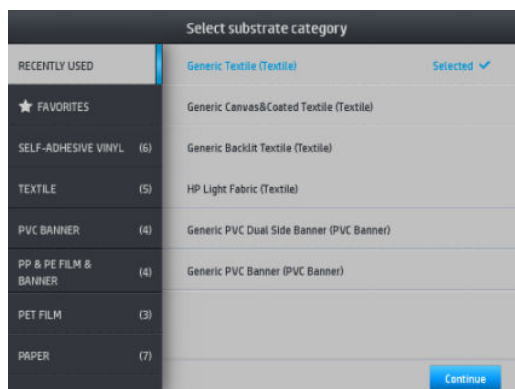 Select substrate category
RECENTLY USED
FAVORITES
SELF-ADHESIVE VINYL (6)
TEXTILE (5)
PVC BANNER (4)
PP & PE FILM &
BANNER (4)
PET FILM (3)
PAPER (7)
Generic Textile (Textile) Selected
Generic Canvas&Coated Textile (Textile)
Generic Backlit Textile (Textile)
HP Light Fabric (Textile)
Generic PVC Dual Side Banner (PVC Banner)
Generic PVC Banner (PVC Banner)
Continue